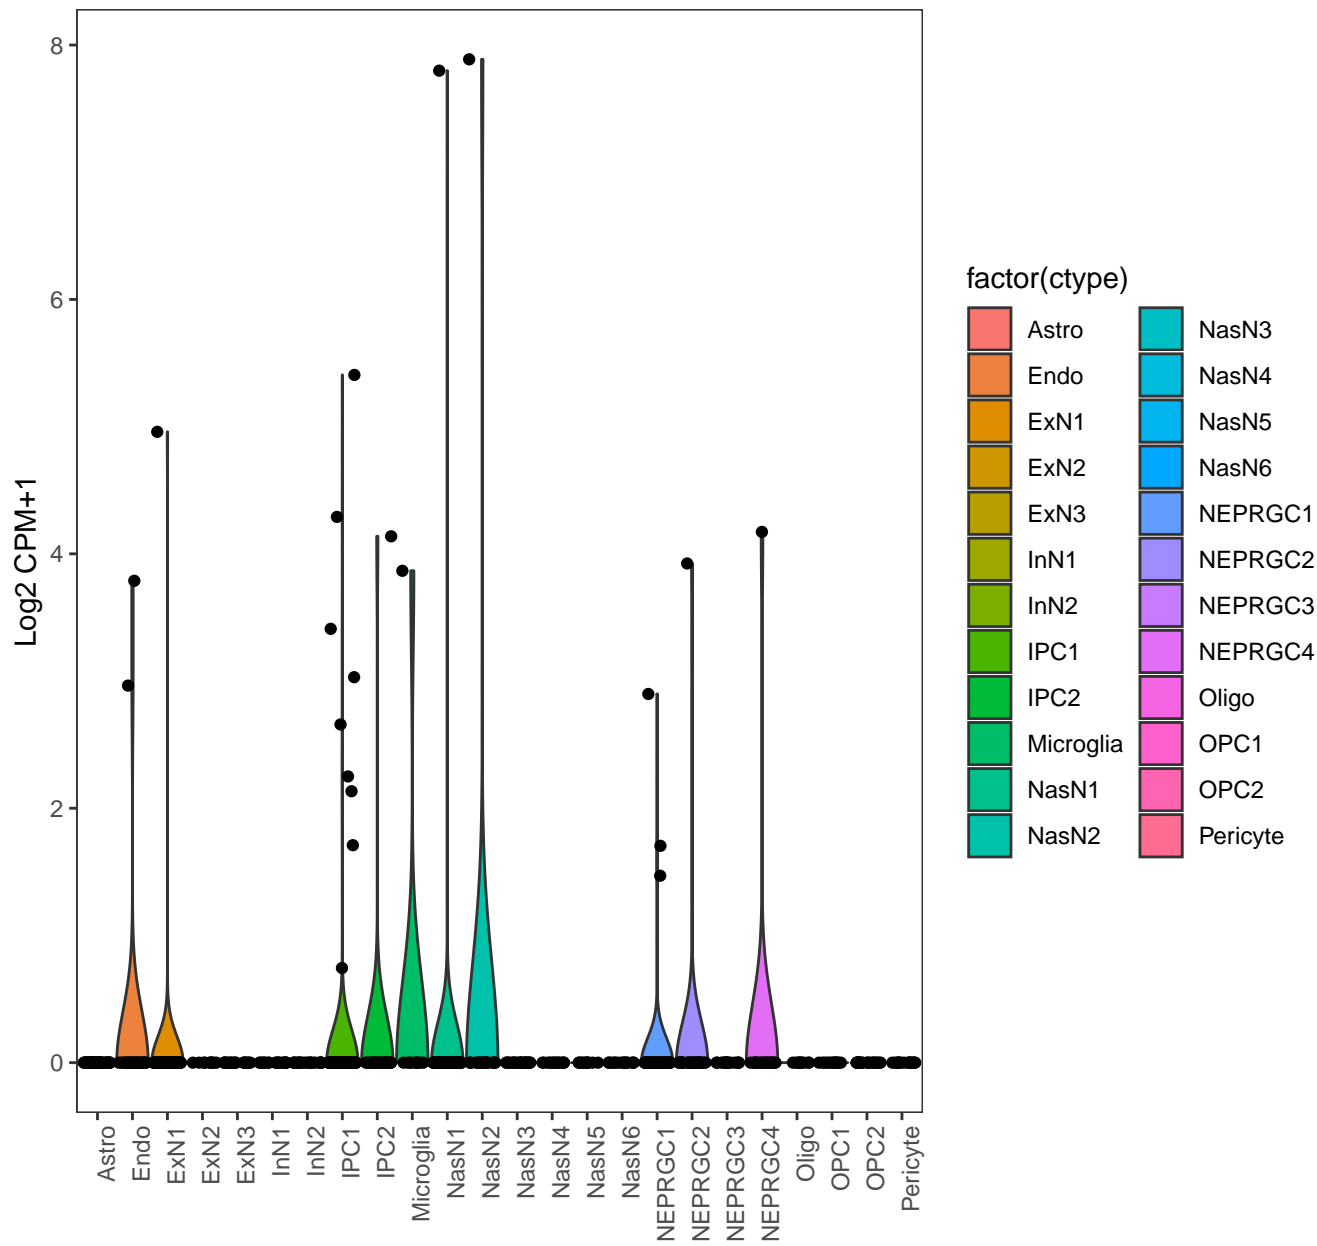 8
6
4
2
0
Log2 CPM+1
Astro
Endo
ExN1
ExN2
ExN3
InN1
InN2
IPC1
IPC2
Microglia
NasN1
NasN2
NasN3
NasN4
NasN5
NasN6
NEPRGC1
NEPRGC2
NEPRGC3
NEPRGC4
Oligo
OPC1
OPC2
Pericyte
factor(ctype)
Astro
Endo
ExN1
ExN2
ExN3
InN1
InN2
IPC1
IPC2
Microglia
NasN1
NasN2
NasN3
NasN4
NasN5
NasN6
NEPRGC1
NEPRGC2
NEPRGC3
NEPRGC4
Oligo
OPC1
OPC2
Pericyte